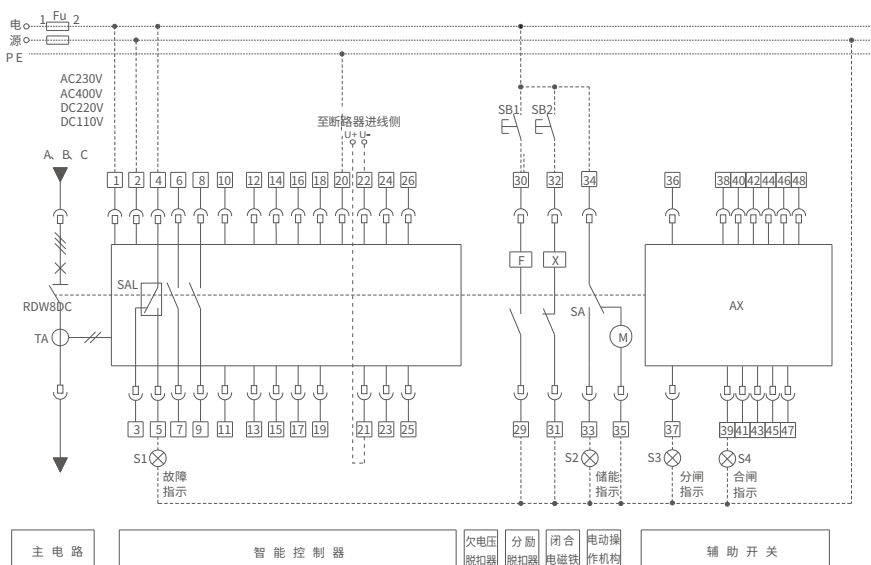 电
1 Fu 2
源
PE
AC230V
AC400V
DC220V
DC110V
至断路器进线侧
U+ U-
SB1 SB2
A、B、C
1 2 4 6 8 10 12 14 16 18 20 22 24 26 30 32 34 36 38 40 42 44 46 48
F X
SAL
RDW8DC
SA
AX
TA
M
3 5 7 9 11 13 15 17 19 21 23 25 29 31 33 35 37 39 41 43 45 47
S1 S2 S3 S4
故障
指示
储能
指示
分闸
指示
合闸
指示
主电路
智能控制器
欠电压
脱扣器
分励
脱扣器
闭合
电磁铁
电动操
作机构
辅助开关